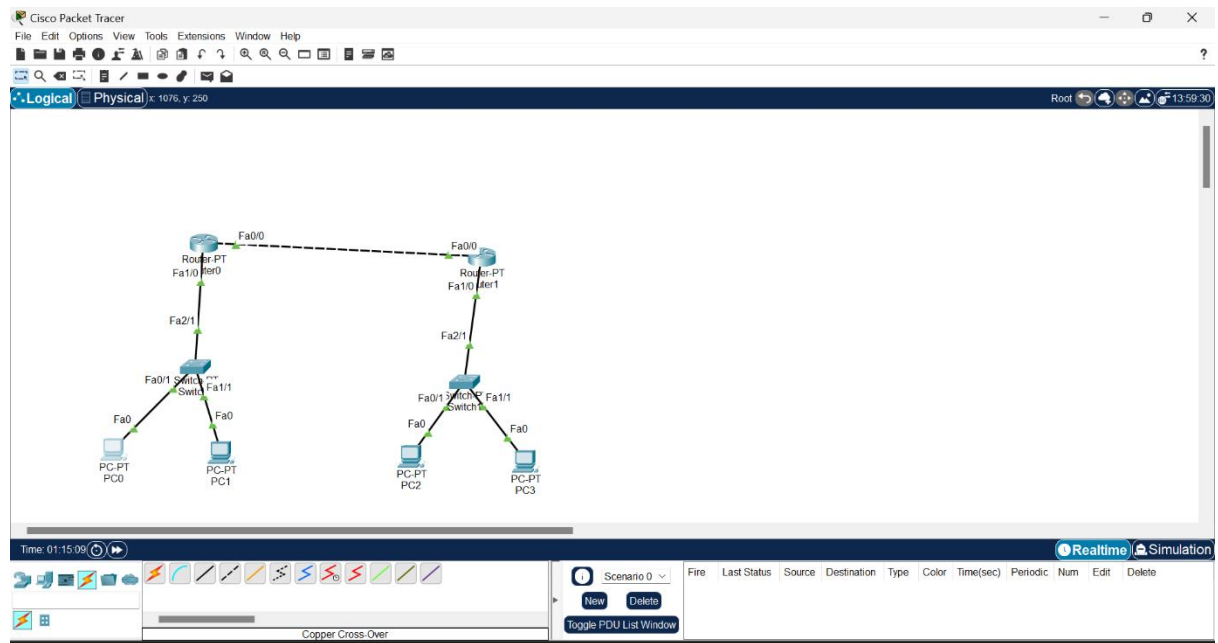 Cisco Packet Tracer
File Edit Options View Tools Extensions Window Help
?
Logical Physical x: 1076, y: 250 Root 13:59:30
Fa0/0
Fa0/0
Router-PT
Fa1/0
Router-PT
Fa1/0
Fa2/1
Fa2/1
Fa0/1
Fa1/1
Fa0/1 Fa1/1
Fa0 Fa0
Fa0 Fa0
PC-PT
PC0
PC-PT
PC1
PC-PT
PC2
PC-PT
PC3
Time: 01:15:09 Realtime Simulation
Scenario 0 Fire Last Status Source Destination Type Color Time(sec) Periodic Num Edit Delete
New Delete
Toggle PDU List Window
Copper Cross-Over